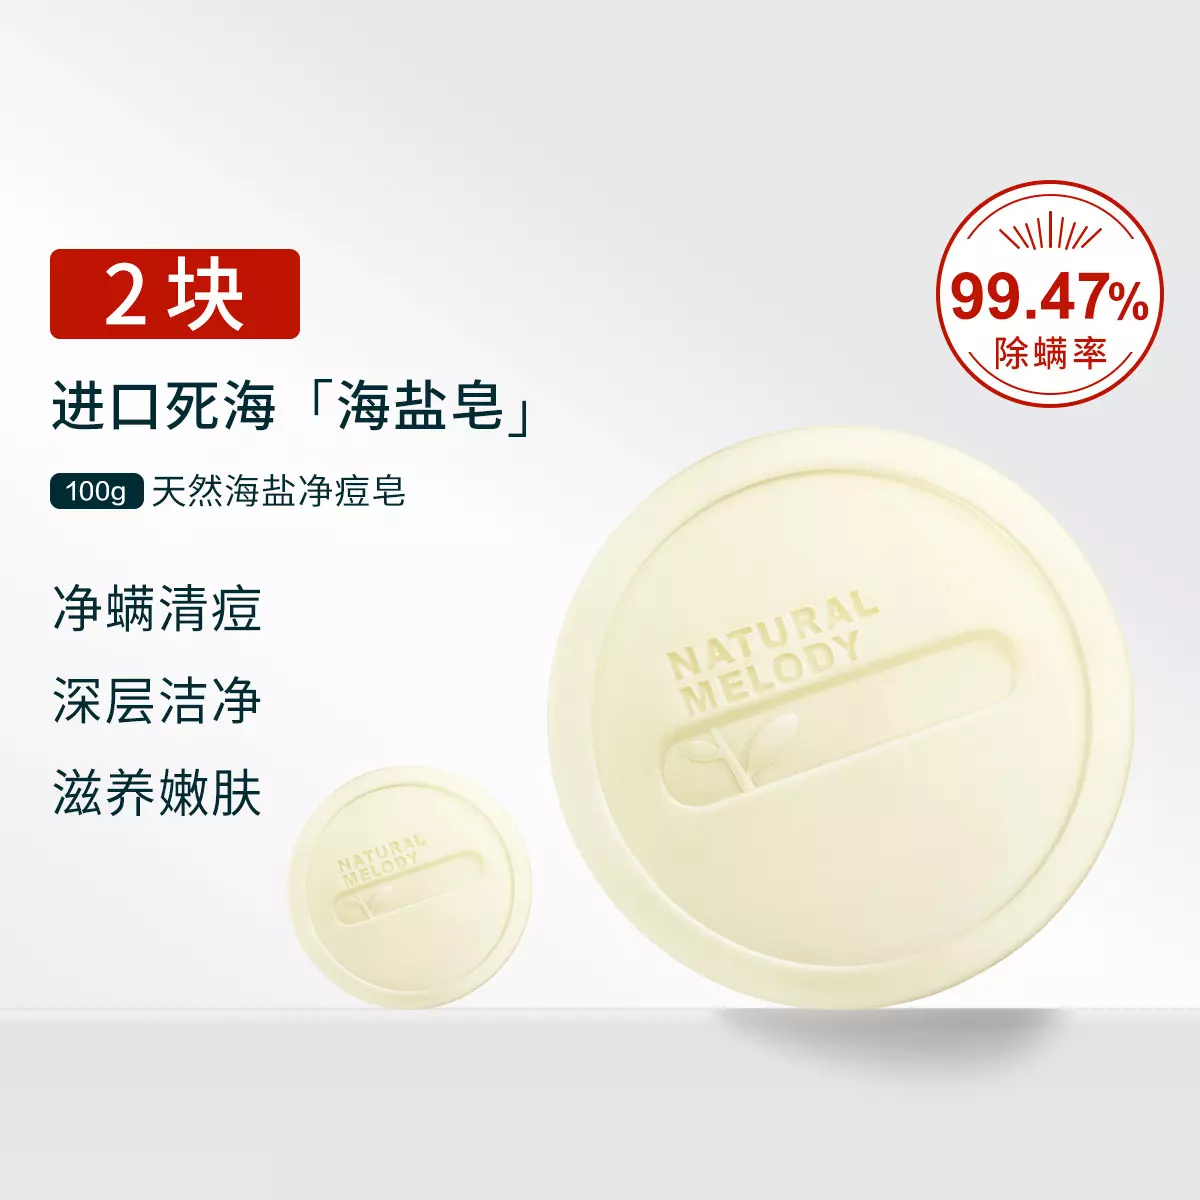 2块
进口死海「海盐皂」
100g 天然海盐净痘皂
净螨清痘
深层洁净
滋养嫩肤
99.47%
除螨率
NATURAL
MELODY
NATURAL
MELODY